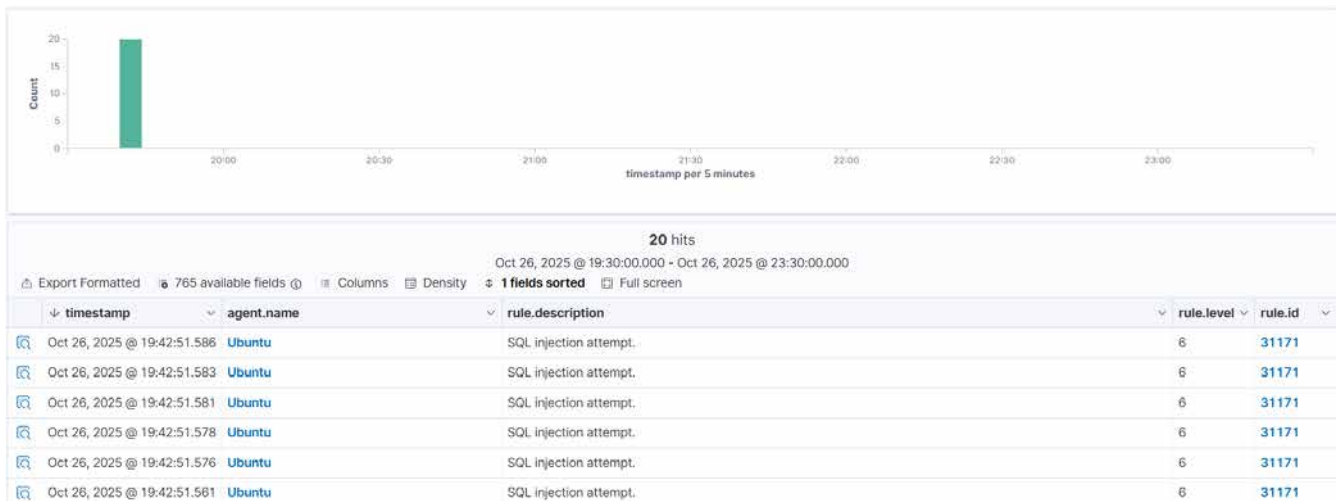 20
15
10
5
0
Count
20:00 20:30 21:00 21:30 22:00 22:30 23:00
timestamp per 5 minutes
20 hits
Oct 26, 2025 @ 19:30:00.000 - Oct 26, 2025 @ 23:30:00.000
Export Formatted 765 available fields Columns Density 1 fields sorted Full screen
timestamp agent.name rule.description rule.level rule.id
Oct 26, 2025 @ 19:42:51.586 Ubuntu SQL injection attempt. 6 31171
Oct 26, 2025 @ 19:42:51.583 Ubuntu SQL injection attempt. 6 31171
Oct 26, 2025 @ 19:42:51.581 Ubuntu SQL injection attempt. 6 31171
Oct 26, 2025 @ 19:42:51.578 Ubuntu SQL injection attempt. 6 31171
Oct 26, 2025 @ 19:42:51.576 Ubuntu SQL injection attempt. 6 31171
Oct 26, 2025 @ 19:42:51.561 Ubuntu SQL injection attempt. 6 31171